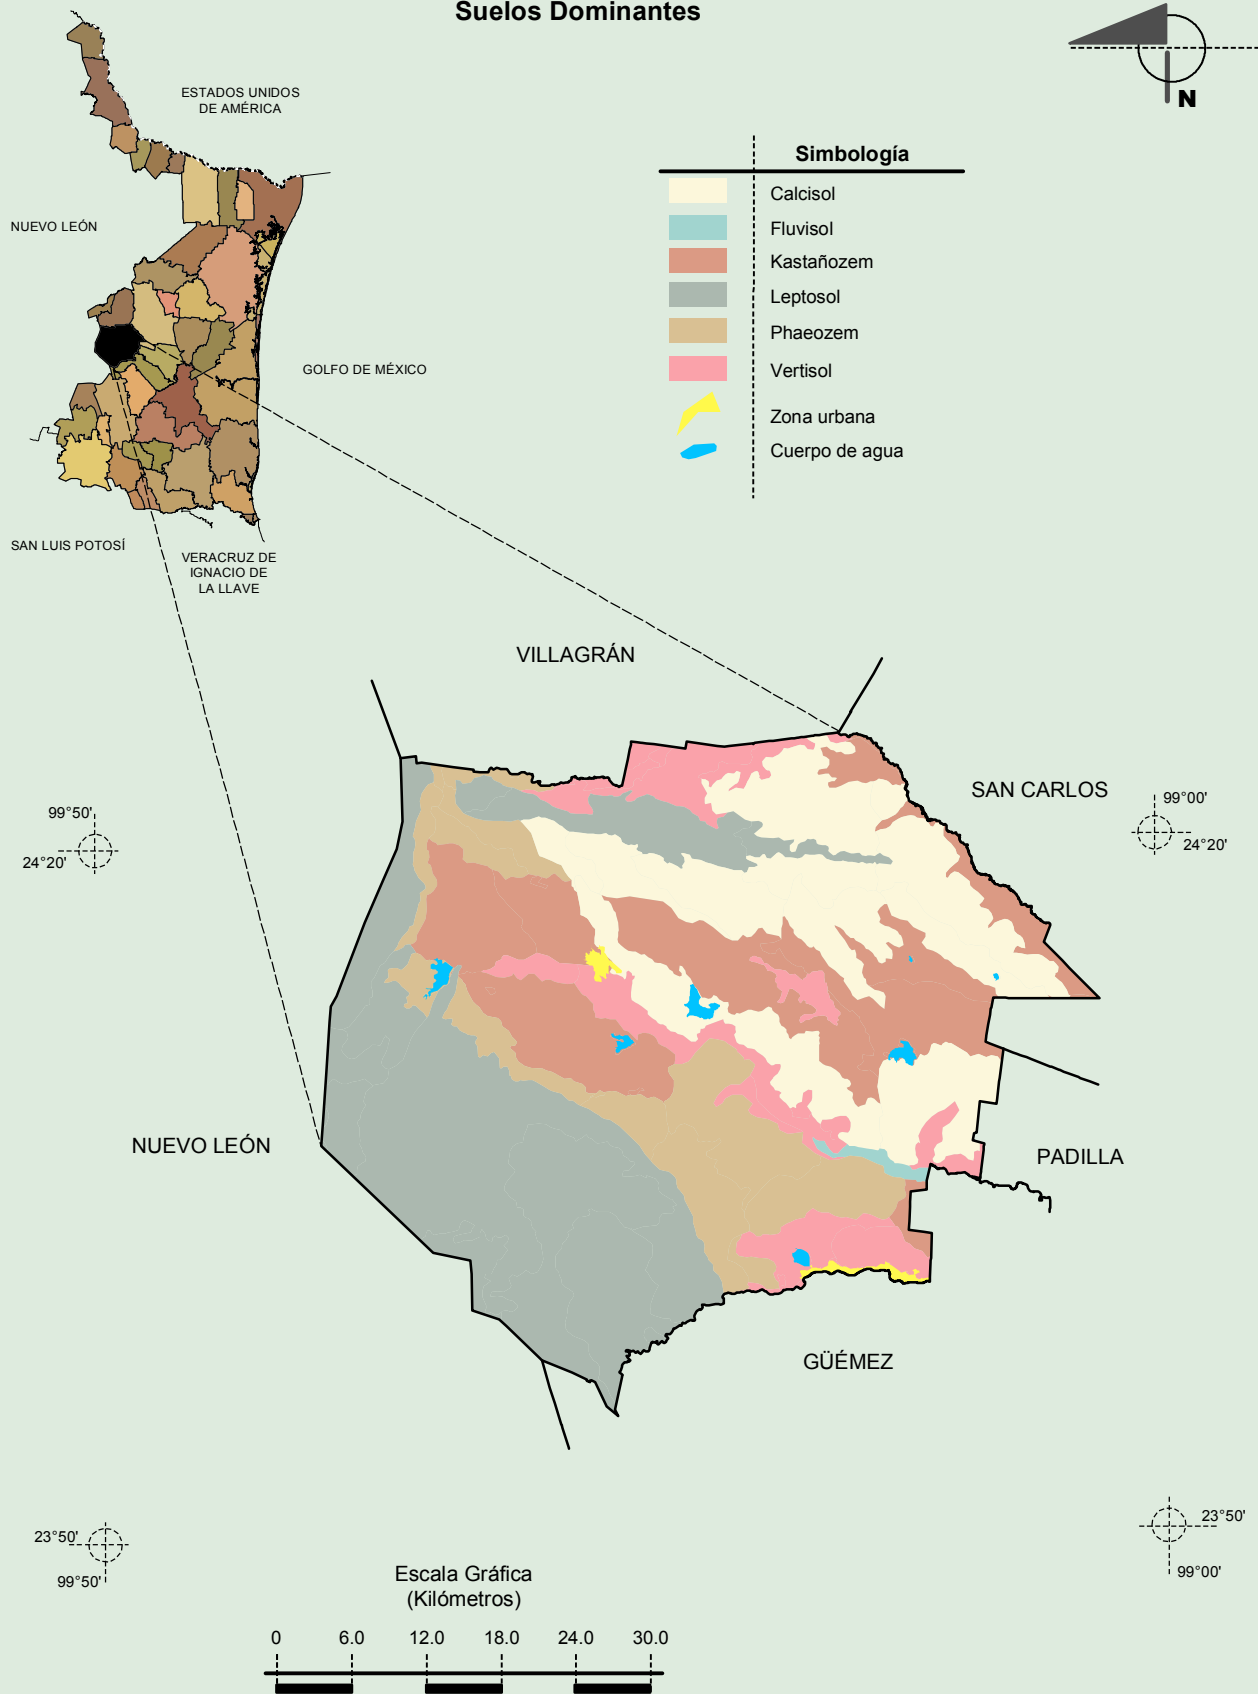 Suelos Dominantes
N
ESTADOS UNIDOS
DE AMÉRICA
NUEVO LEÓN
GOLFO DE MÉXICO
SAN LUIS POTOSÍ
VERACRUZ DE
IGNACIO DE
LA LLAVE
Simbología
Calcisol
Fluvisol
Kastañozem
Leptosol
Phaeozem
Vertisol
Zona urbana
Cuerpo de agua
VILLAGRÁN
SAN CARLOS
99°50'
24°20'
99°00'
24°20'
NUEVO LEÓN
PADILLA
GÜÉMEZ
23°50'
99°50'
23°50'
99°00'
Escala Gráfica
(Kilómetros)
0 6.0 12.0 18.0 24.0 30.0